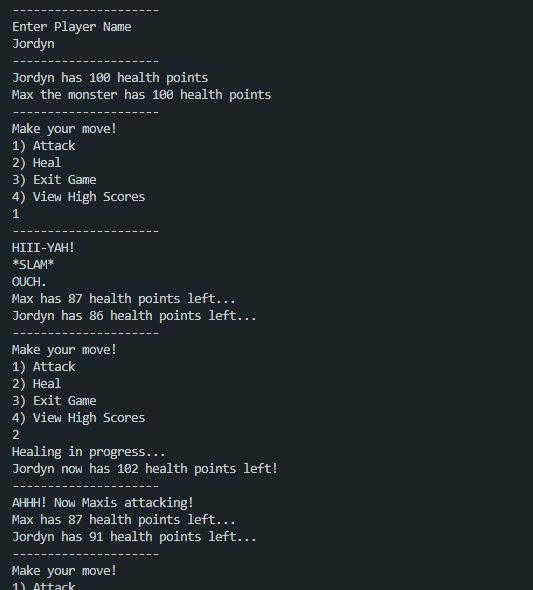 ---------------------
Enter Player Name
Jordyn
---------------------
Jordyn has 100 health points
Max the monster has 100 health points
---------------------
Make your move!
1) Attack
2) Heal
3) Exit Game
4) View High Scores
1
---------------------
HIII-YAH!
*SLAM*
OUCH.
Max has 87 health points left...
Jordyn has 86 health points left...
---------------------
Make your move!
1) Attack
2) Heal
3) Exit Game
4) View High Scores
2
Healing in progress...
Jordyn now has 102 health points left!
---------------------
AHHH! Now Maxis attacking!
Max has 87 health points left...
Jordyn has 91 health points left...
---------------------
Make your move!
1) Attack